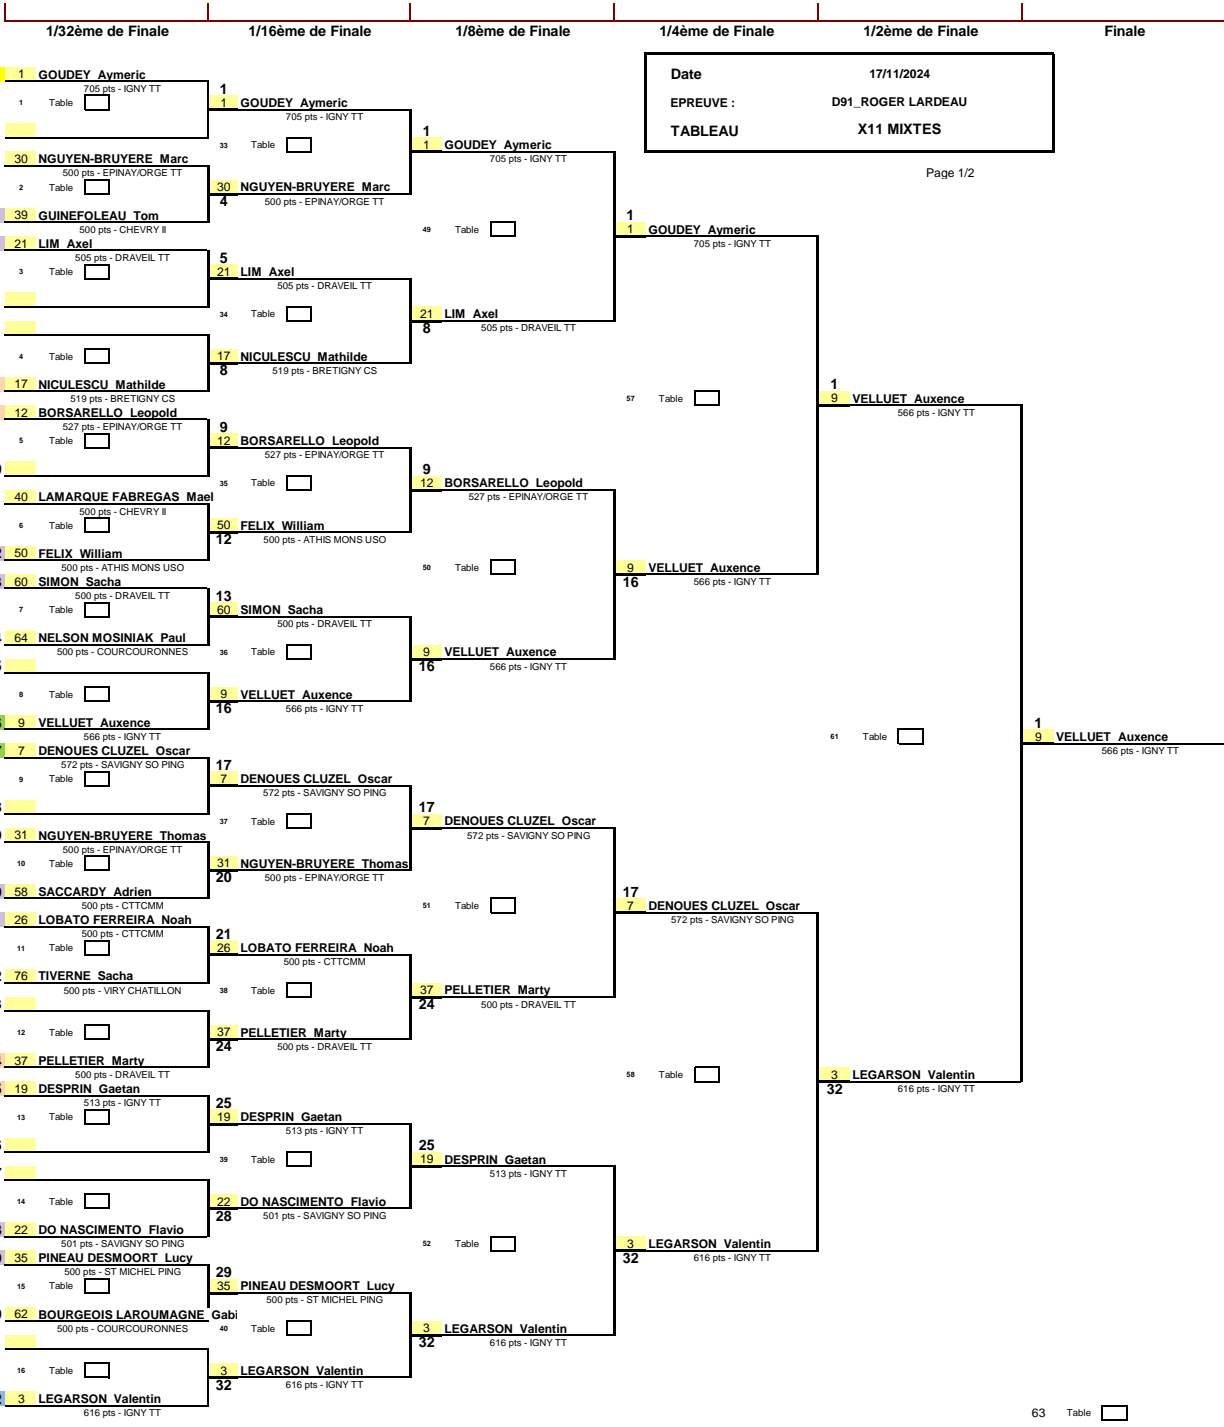 1/32ème de Finale
1/16ème de Finale
1/8ème de Finale
1/4ème de Finale
1/2ème de Finale
Finale
Date 17/11/2024
EPREUVE : D91_ROGER LARDEAU
TABLEAU X11 MIXTES
Page 1/2
1 GOUDEY Aymeric
705 pts - IGNY TT
1 Table
30 NGUYEN-BRUYERE Marc
500 pts - EPINAY/ORGE TT
2 Table
39 GUINEFOLEAU Tom
500 pts - CHEVRY II
21 LIM Axel
505 pts - DRAVEIL TT
3 Table
4 Table
17 NICULESCU Mathilde
519 pts - BRETIGNY CS
12 BORSARELLO Leopold
527 pts - EPINAY/ORGE TT
5 Table
40 LAMARQUE FABREGAS Mael
500 pts - CHEVRY II
6 Table
50 FELIX William
500 pts - ATHIS MONS USO
60 SIMON Sacha
500 pts - DRAVEIL TT
7 Table
64 NELSON MOSINIAK Paul
500 pts - COURCOURONNES
8 Table
9 VELLUET Auxence
566 pts - IGNY TT
7 DENOUES CLUZEL Oscar
572 pts - SAVIGNY SO PING
9 Table
31 NGUYEN-BRUYERE Thomas
500 pts - EPINAY/ORGE TT
10 Table
58 SACCARDY Adrien
500 pts - CTTCMM
26 LOBATO FERREIRA Noah
500 pts - CTTCMM
11 Table
76 TIVERNE Sacha
500 pts - VIRY CHATILLON
12 Table
37 PELLETIER Marty
500 pts - DRAVEIL TT
19 DESPRIN Gaetan
513 pts - IGNY TT
13 Table
14 Table
22 DO NASCIMENTO Flavio
501 pts - SAVIGNY SO PING
35 PINEAU DESMOORT Lucy
500 pts - ST MICHEL PING
15 Table
62 BOURGEOIS LAROUMAGNE Gabi
500 pts - COURCOURONNES
16 Table
3 LEGARSON Valentin
616 pts - IGNY TT
1
1 GOUDEY Aymeric
705 pts - IGNY TT
33 Table
30 NGUYEN-BRUYERE Marc
4 500 pts - EPINAY/ORGE TT
5
21 LIM Axel
505 pts - DRAVEIL TT
34 Table
17 NICULESCU Mathilde
8 519 pts - BRETIGNY CS
9
12 BORSARELLO Leopold
527 pts - EPINAY/ORGE TT
35 Table
50 FELIX William
12 500 pts - ATHIS MONS USO
13
60 SIMON Sacha
500 pts - DRAVEIL TT
36 Table
9 VELLUET Auxence
16 566 pts - IGNY TT
17
7 DENOUES CLUZEL Oscar
572 pts - SAVIGNY SO PING
37 Table
31 NGUYEN-BRUYERE Thomas
20 500 pts - EPINAY/ORGE TT
21
26 LOBATO FERREIRA Noah
500 pts - CTTCMM
38 Table
37 PELLETIER Marty
24 500 pts - DRAVEIL TT
25
19 DESPRIN Gaetan
513 pts - IGNY TT
39 Table
22 DO NASCIMENTO Flavio
28 501 pts - SAVIGNY SO PING
29
35 PINEAU DESMOORT Lucy
500 pts - ST MICHEL PING
40 Table
3 LEGARSON Valentin
32 616 pts - IGNY TT
1
1 GOUDEY Aymeric
705 pts - IGNY TT
49 Table
21 LIM Axel
8 505 pts - DRAVEIL TT
9
12 BORSARELLO Leopold
527 pts - EPINAY/ORGE TT
50 Table
9 VELLUET Auxence
16 566 pts - IGNY TT
17
7 DENOUES CLUZEL Oscar
572 pts - SAVIGNY SO PING
51 Table
37 PELLETIER Marty
24 500 pts - DRAVEIL TT
25
19 DESPRIN Gaetan
513 pts - IGNY TT
52 Table
3 LEGARSON Valentin
32 616 pts - IGNY TT
1
1 GOUDEY Aymeric
705 pts - IGNY TT
57 Table
9 VELLUET Auxence
16 566 pts - IGNY TT
17
7 DENOUES CLUZEL Oscar
572 pts - SAVIGNY SO PING
58 Table
3 LEGARSON Valentin
32 616 pts - IGNY TT
1
9 VELLUET Auxence
566 pts - IGNY TT
61 Table
3 LEGARSON Valentin
32 616 pts - IGNY TT
1
9 VELLUET Auxence
566 pts - IGNY TT
63 Table